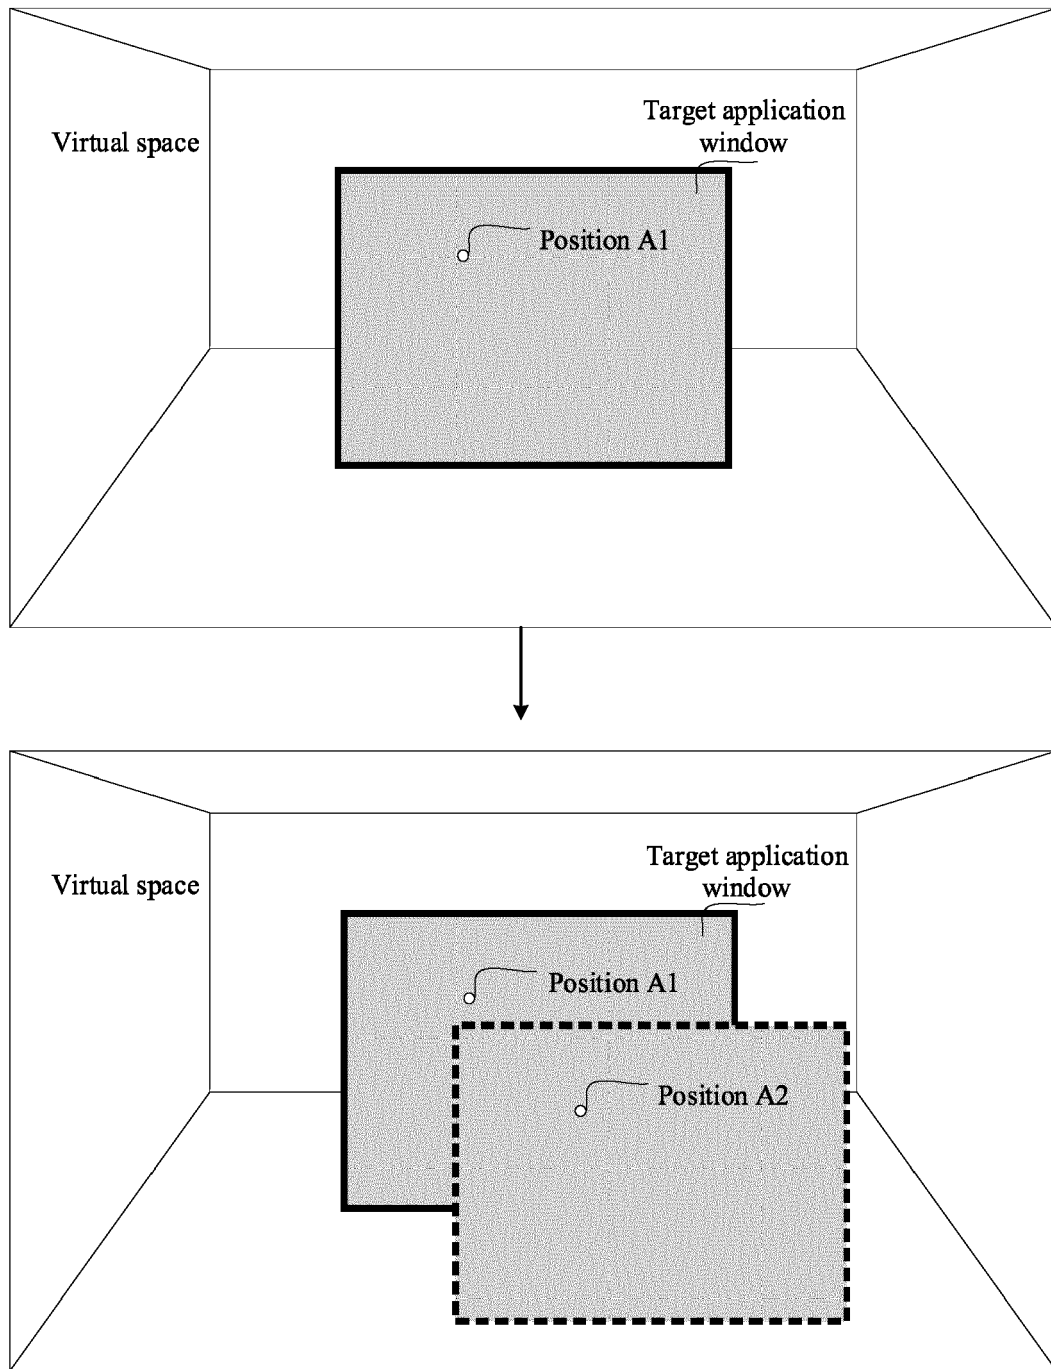 Target application
window
Virtual space
Position A1
Target application
window
Virtual space
Position A1
Position A2